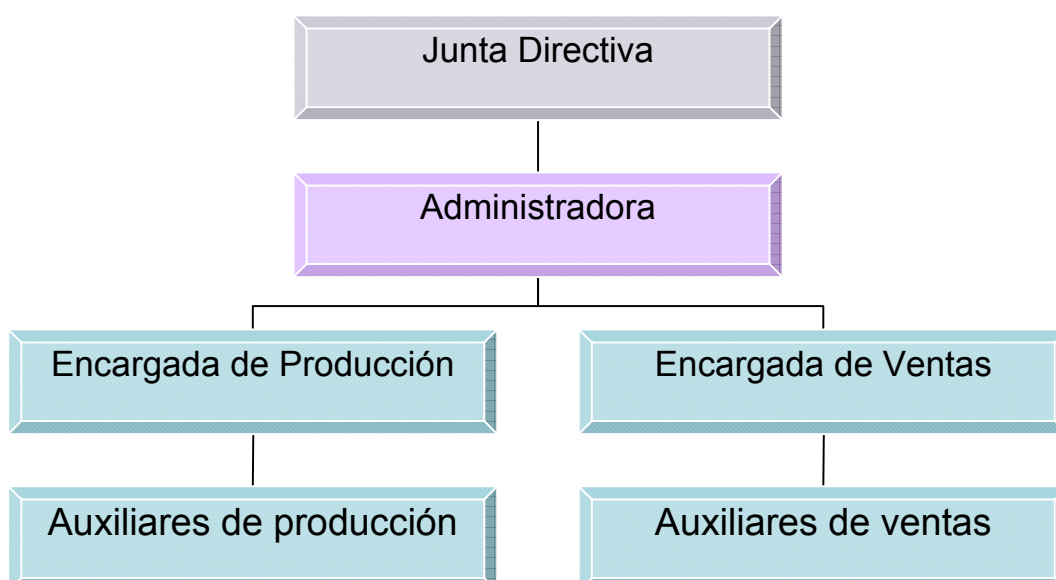 Junta Directiva
Administradora
Encargada de Producción
Encargada de Ventas
Auxiliares de producción
Auxiliares de ventas